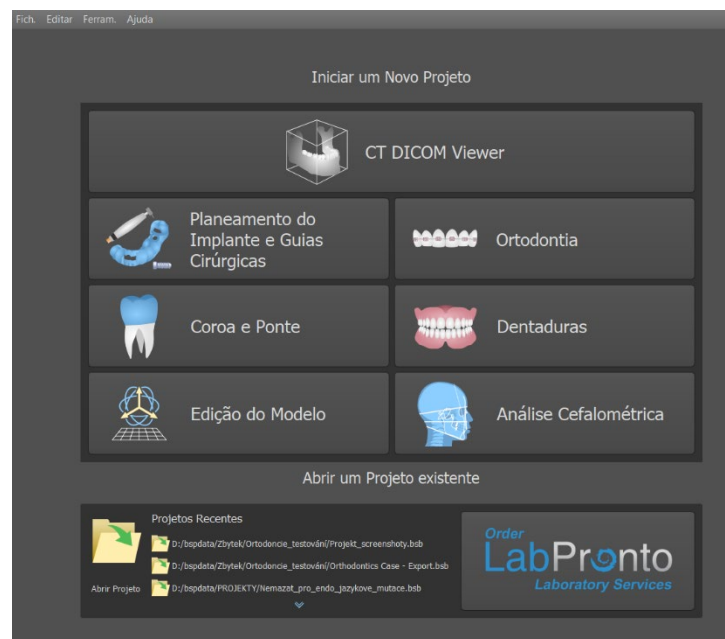 Fich. Editar Ferram. Ajuda
Iniciar um Novo Projeto
CT DICOM Viewer
Planeamento do
Implante e Guias
Cirúrgicas
Ortodontia
Coroa e Ponte
Dentaduras
Edição do Modelo
Análise Cefalométrica
Abrir um Projeto existente
Projetos Recentes
D:/bspdata/Zbytek/Ortodoncie_testování/Projekt_screenshoty.bsb
D:/bspdata/Zbytek/Ortodoncie_testování/Orthodontics Case - Export.bsb
D:/bspdata/PROJEKTY/Nemazat_pro_endo_jazykove_mutace.bsb
Abrir Projeto
Order
LabPronto
Laboratory Services